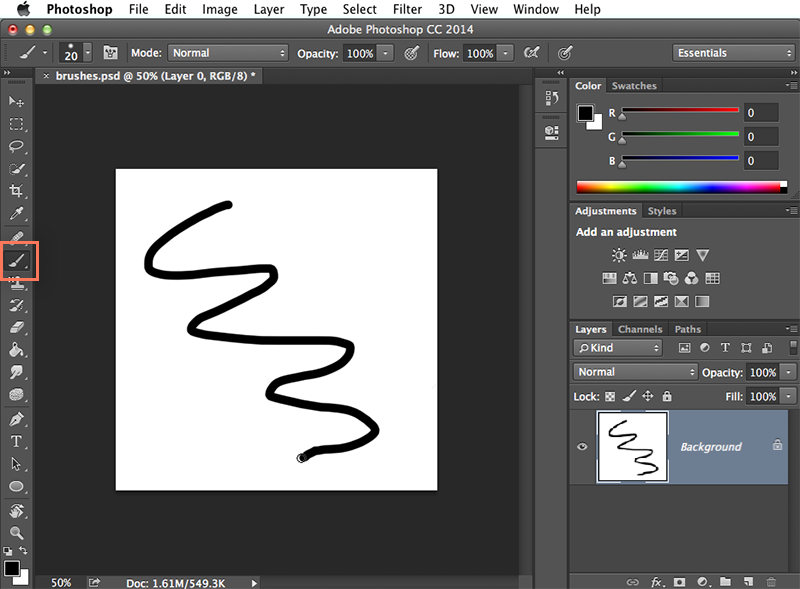 Photoshop File Edit Image Layer Type Select Filter 3D View Window Help
Adobe Photoshop CC 2014
20 Mode: Normal Opacity: 100% Flow: 100% Essentials
× brushes.psd @ 50% (Layer 0, RGB/8) *
Color Swatches
R 0
G 0
B 0
Adjustments Styles
Add an adjustment
Layers Channels Paths
Kind T
Normal Opacity: 100%
Lock: Fill: 100%
Background
T
50% Doc: 1.61M/549.3K
fx